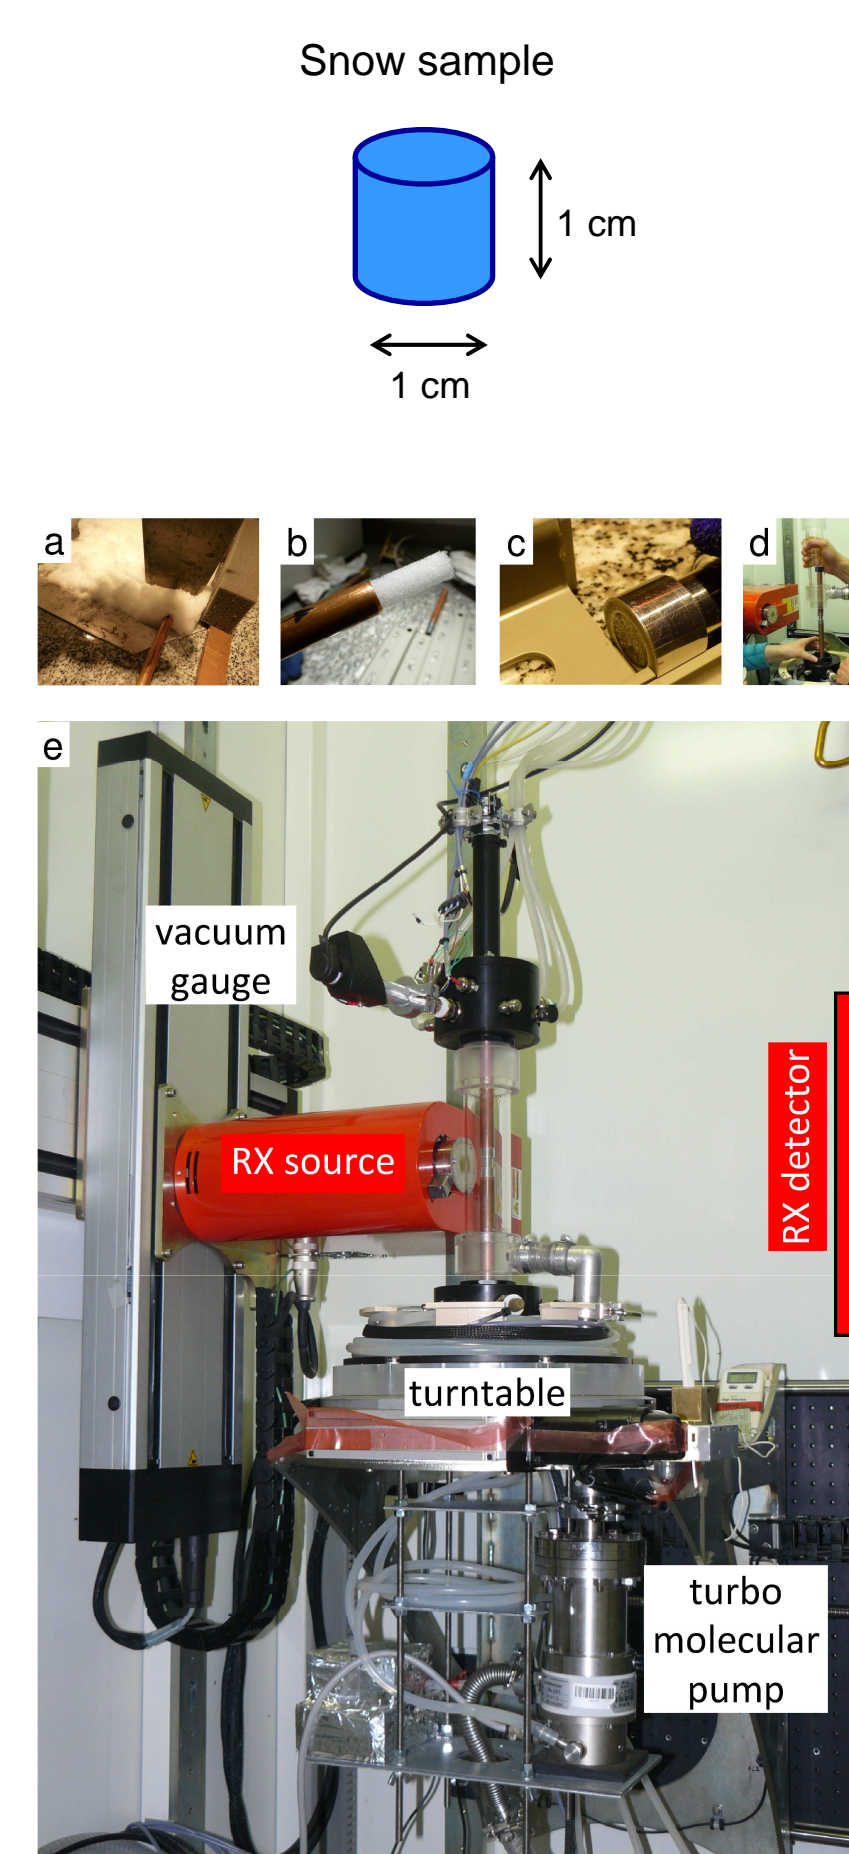 Snow sample
1 cm
1 cm
a
b
c
d
e
vacuum
gauge
RX source
RX detector
turntable
turbo
molecular
pump